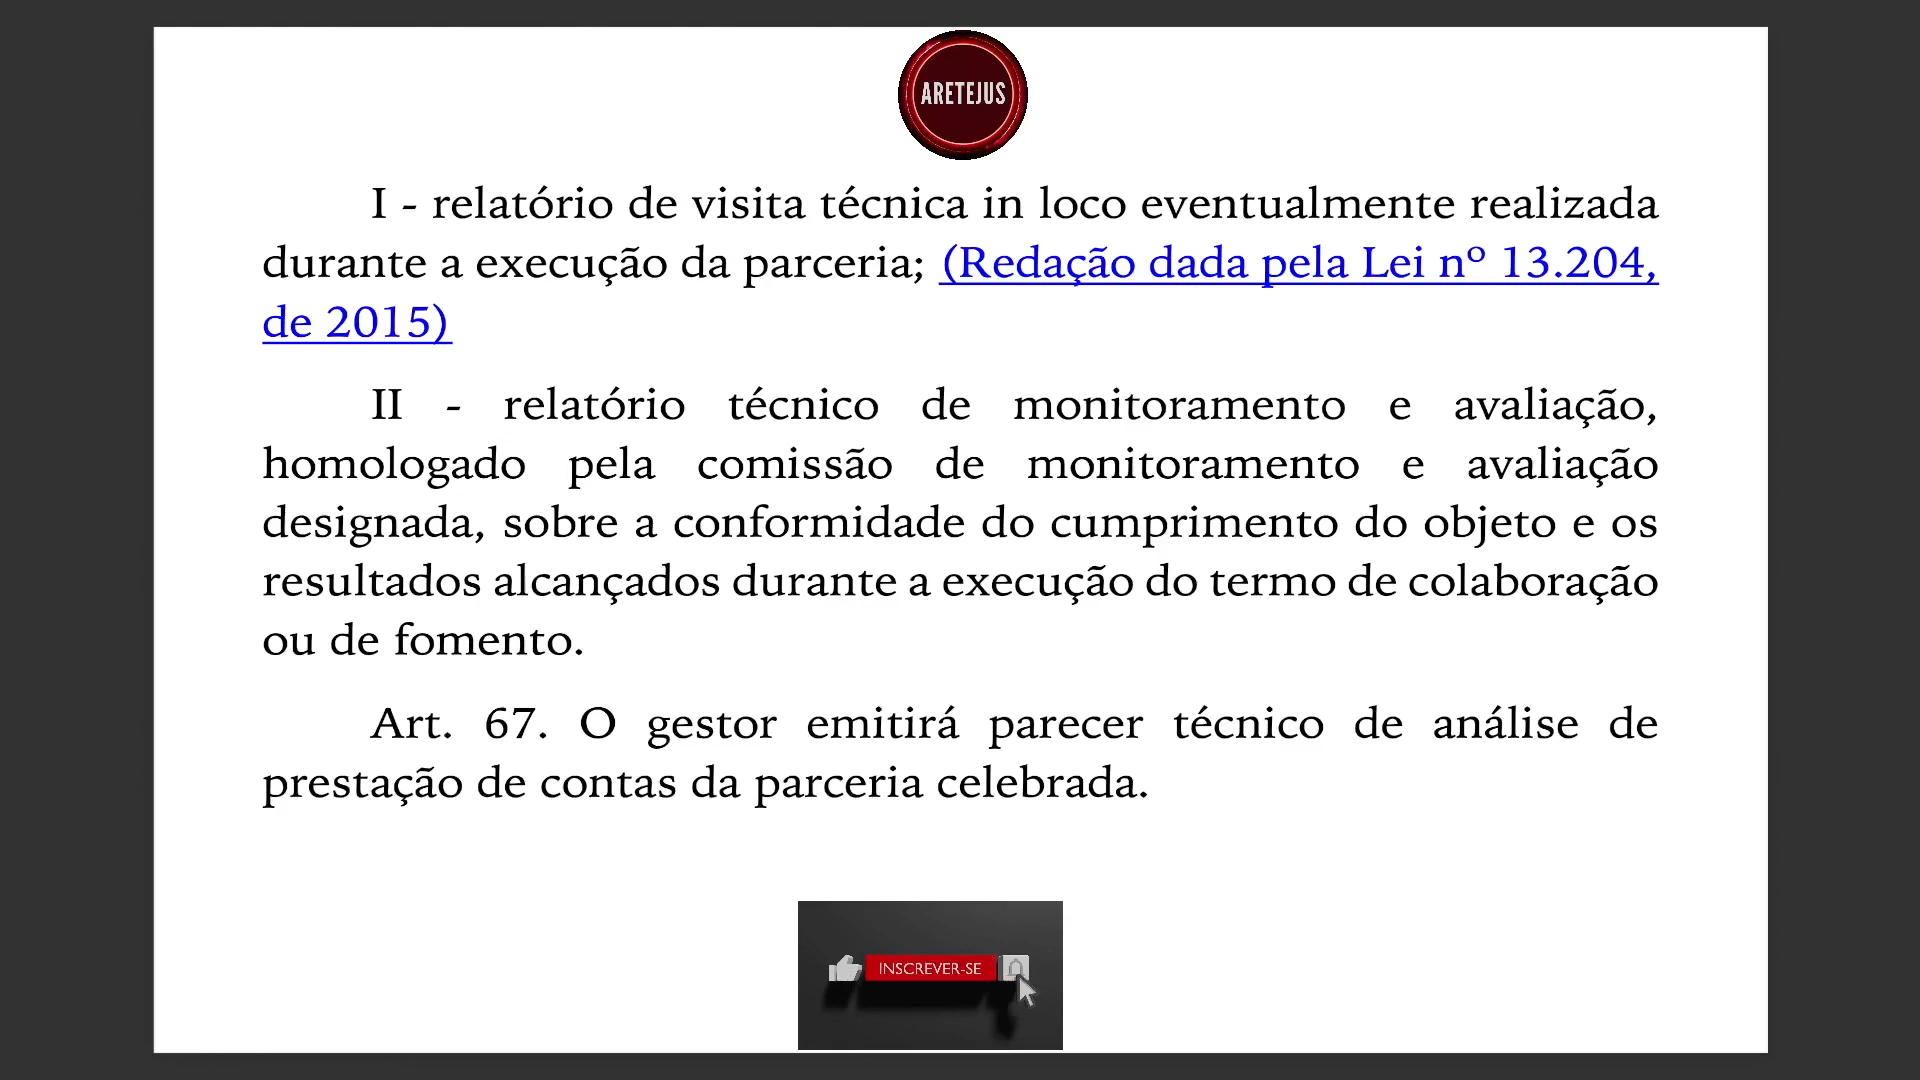 ARETEJUS
I - relatório de visita técnica in loco eventualmente realizada
durante a execução da parceria; (Redação dada pela Lei nº 13.204,
de 2015)
II - relatório técnico de monitoramento e avaliação,
homologado pela comissão de monitoramento e avaliação
designada, sobre a conformidade do cumprimento do objeto e os
resultados alcançados durante a execução do termo de colaboração
ou de fomento.
Art. 67. O gestor emitirá parecer técnico de análise de
prestação de contas da parceria celebrada.
INSCREVER-SE